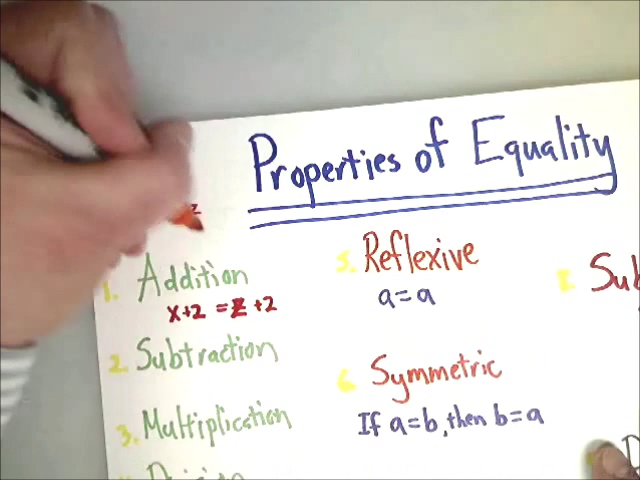 Properties of Equality
z
1. Addition
x+2 = z +2
2. Subtraction
3. Multiplication
5. Reflexive
a=a
6. Symmetric
If a=b, then b=a